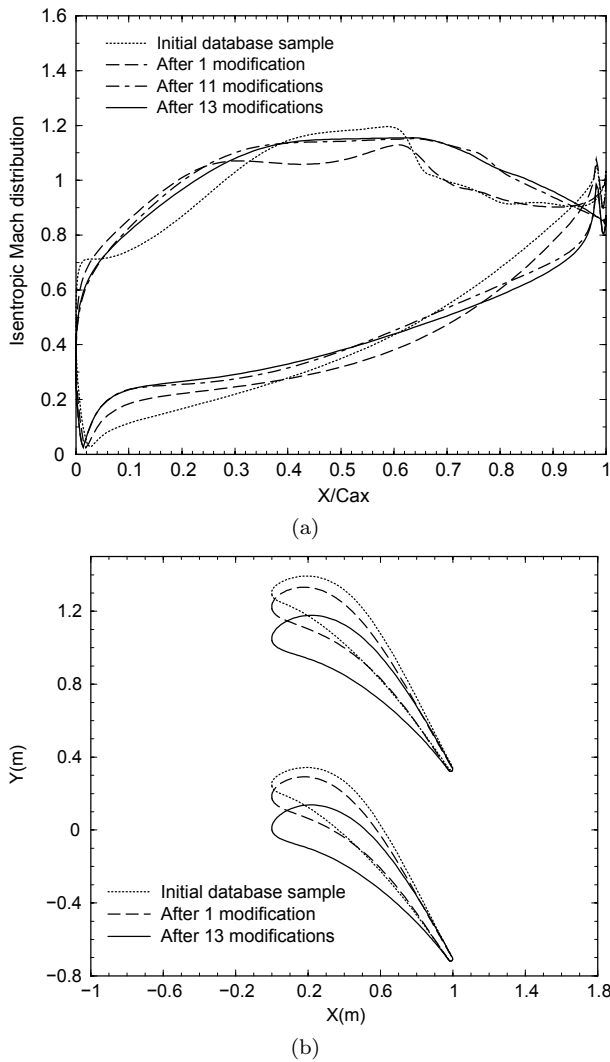 1.6
1.4
1.2
1
0.8
0.6
0.4
0.2
0
Isentropic Mach distribution
Initial database sample
After 1 modification
After 11 modifications
After 13 modifications
0 0.1 0.2 0.3 0.4 0.5 0.6 0.7 0.8 0.9 1
X/Cax
(a)
1.2
0.8
0.4
0
−0.4
−0.8
Y(m)
Initial database sample
After 1 modification
After 13 modifications
−1 −0.6 −0.2 0.2 0.6 1 1.4 1.8
X(m)
(b)